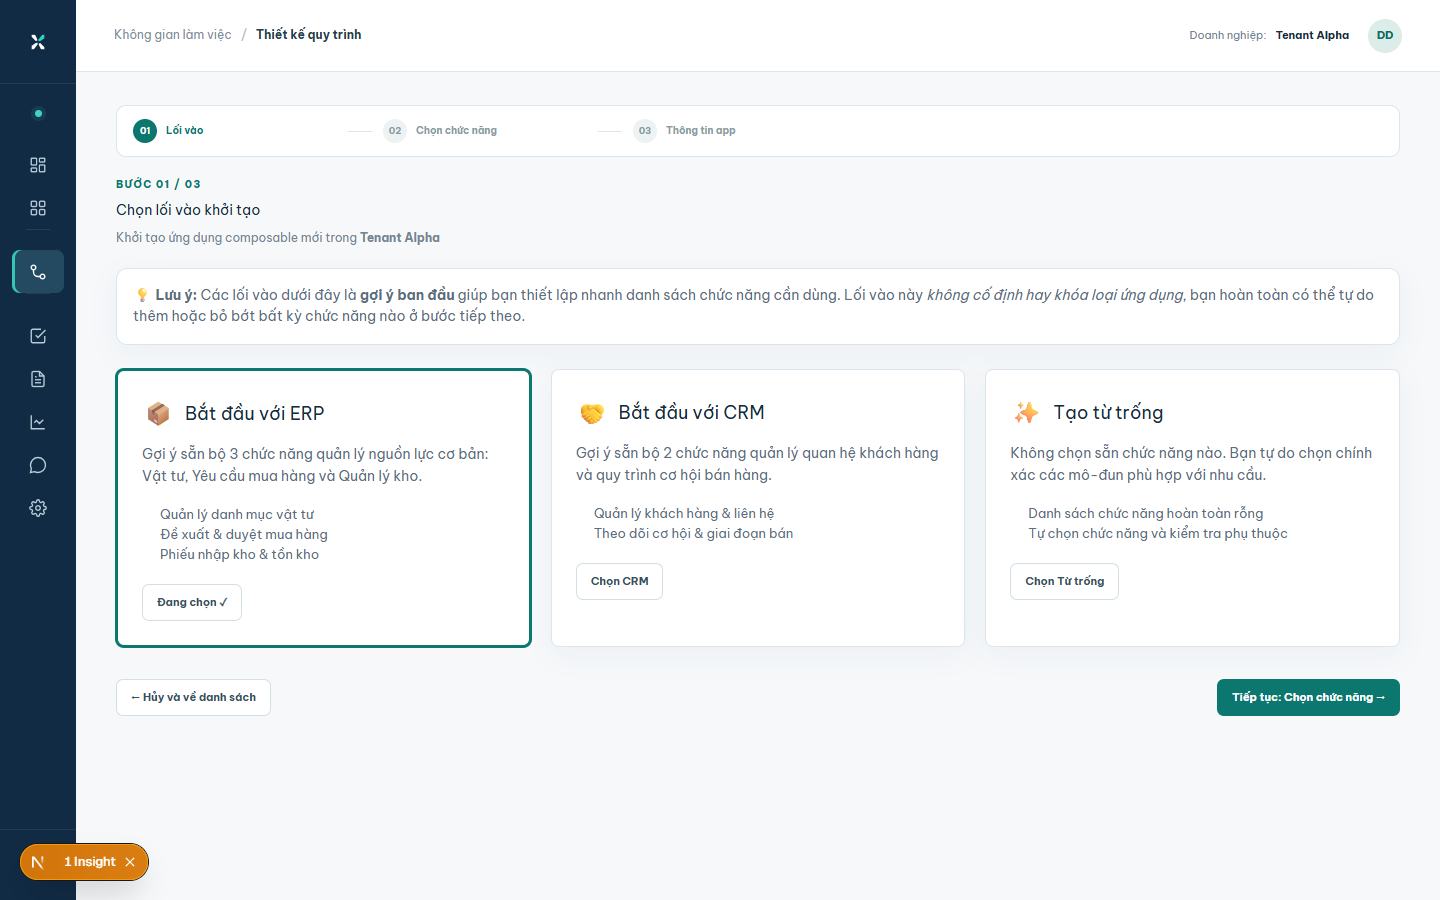 Không gian làm việc / Thiết kế quy trình
Doanh nghiệp: Tenant Alpha DD
01 Lối vào
02 Chọn chức năng
03 Thông tin app
BƯỚC 01 / 03
Chọn lối vào khởi tạo
Khởi tạo ứng dụng composable mới trong Tenant Alpha
💡 Lưu ý: Các lối vào dưới đây là gợi ý ban đầu giúp bạn thiết lập nhanh danh sách chức năng cần dùng. Lối vào này không cố định hay khóa loại ứng dụng, bạn hoàn toàn có thể tự do
thêm hoặc bỏ bớt bất kỳ chức năng nào ở bước tiếp theo.
📦 Bắt đầu với ERP
Gợi ý sẵn bộ 3 chức năng quản lý nguồn lực cơ bản:
Vật tư, Yêu cầu mua hàng và Quản lý kho.
Quản lý danh mục vật tư
Đề xuất & duyệt mua hàng
Phiếu nhập kho & tồn kho
Đang chọn ✓
🤝 Bắt đầu với CRM
Gợi ý sẵn bộ 2 chức năng quản lý quan hệ khách hàng
và quy trình cơ hội bán hàng.
Quản lý khách hàng & liên hệ
Theo dõi cơ hội & giai đoạn bán
Chọn CRM
✨ Tạo từ trống
Không chọn sẵn chức năng nào. Bạn tự do chọn chính
xác các mô-đun phù hợp với nhu cầu.
Danh sách chức năng hoàn toàn rỗng
Tự chọn chức năng và kiểm tra phụ thuộc
Chọn Từ trống
← Hủy và về danh sách
Tiếp tục: Chọn chức năng →
N 1 Insight ×